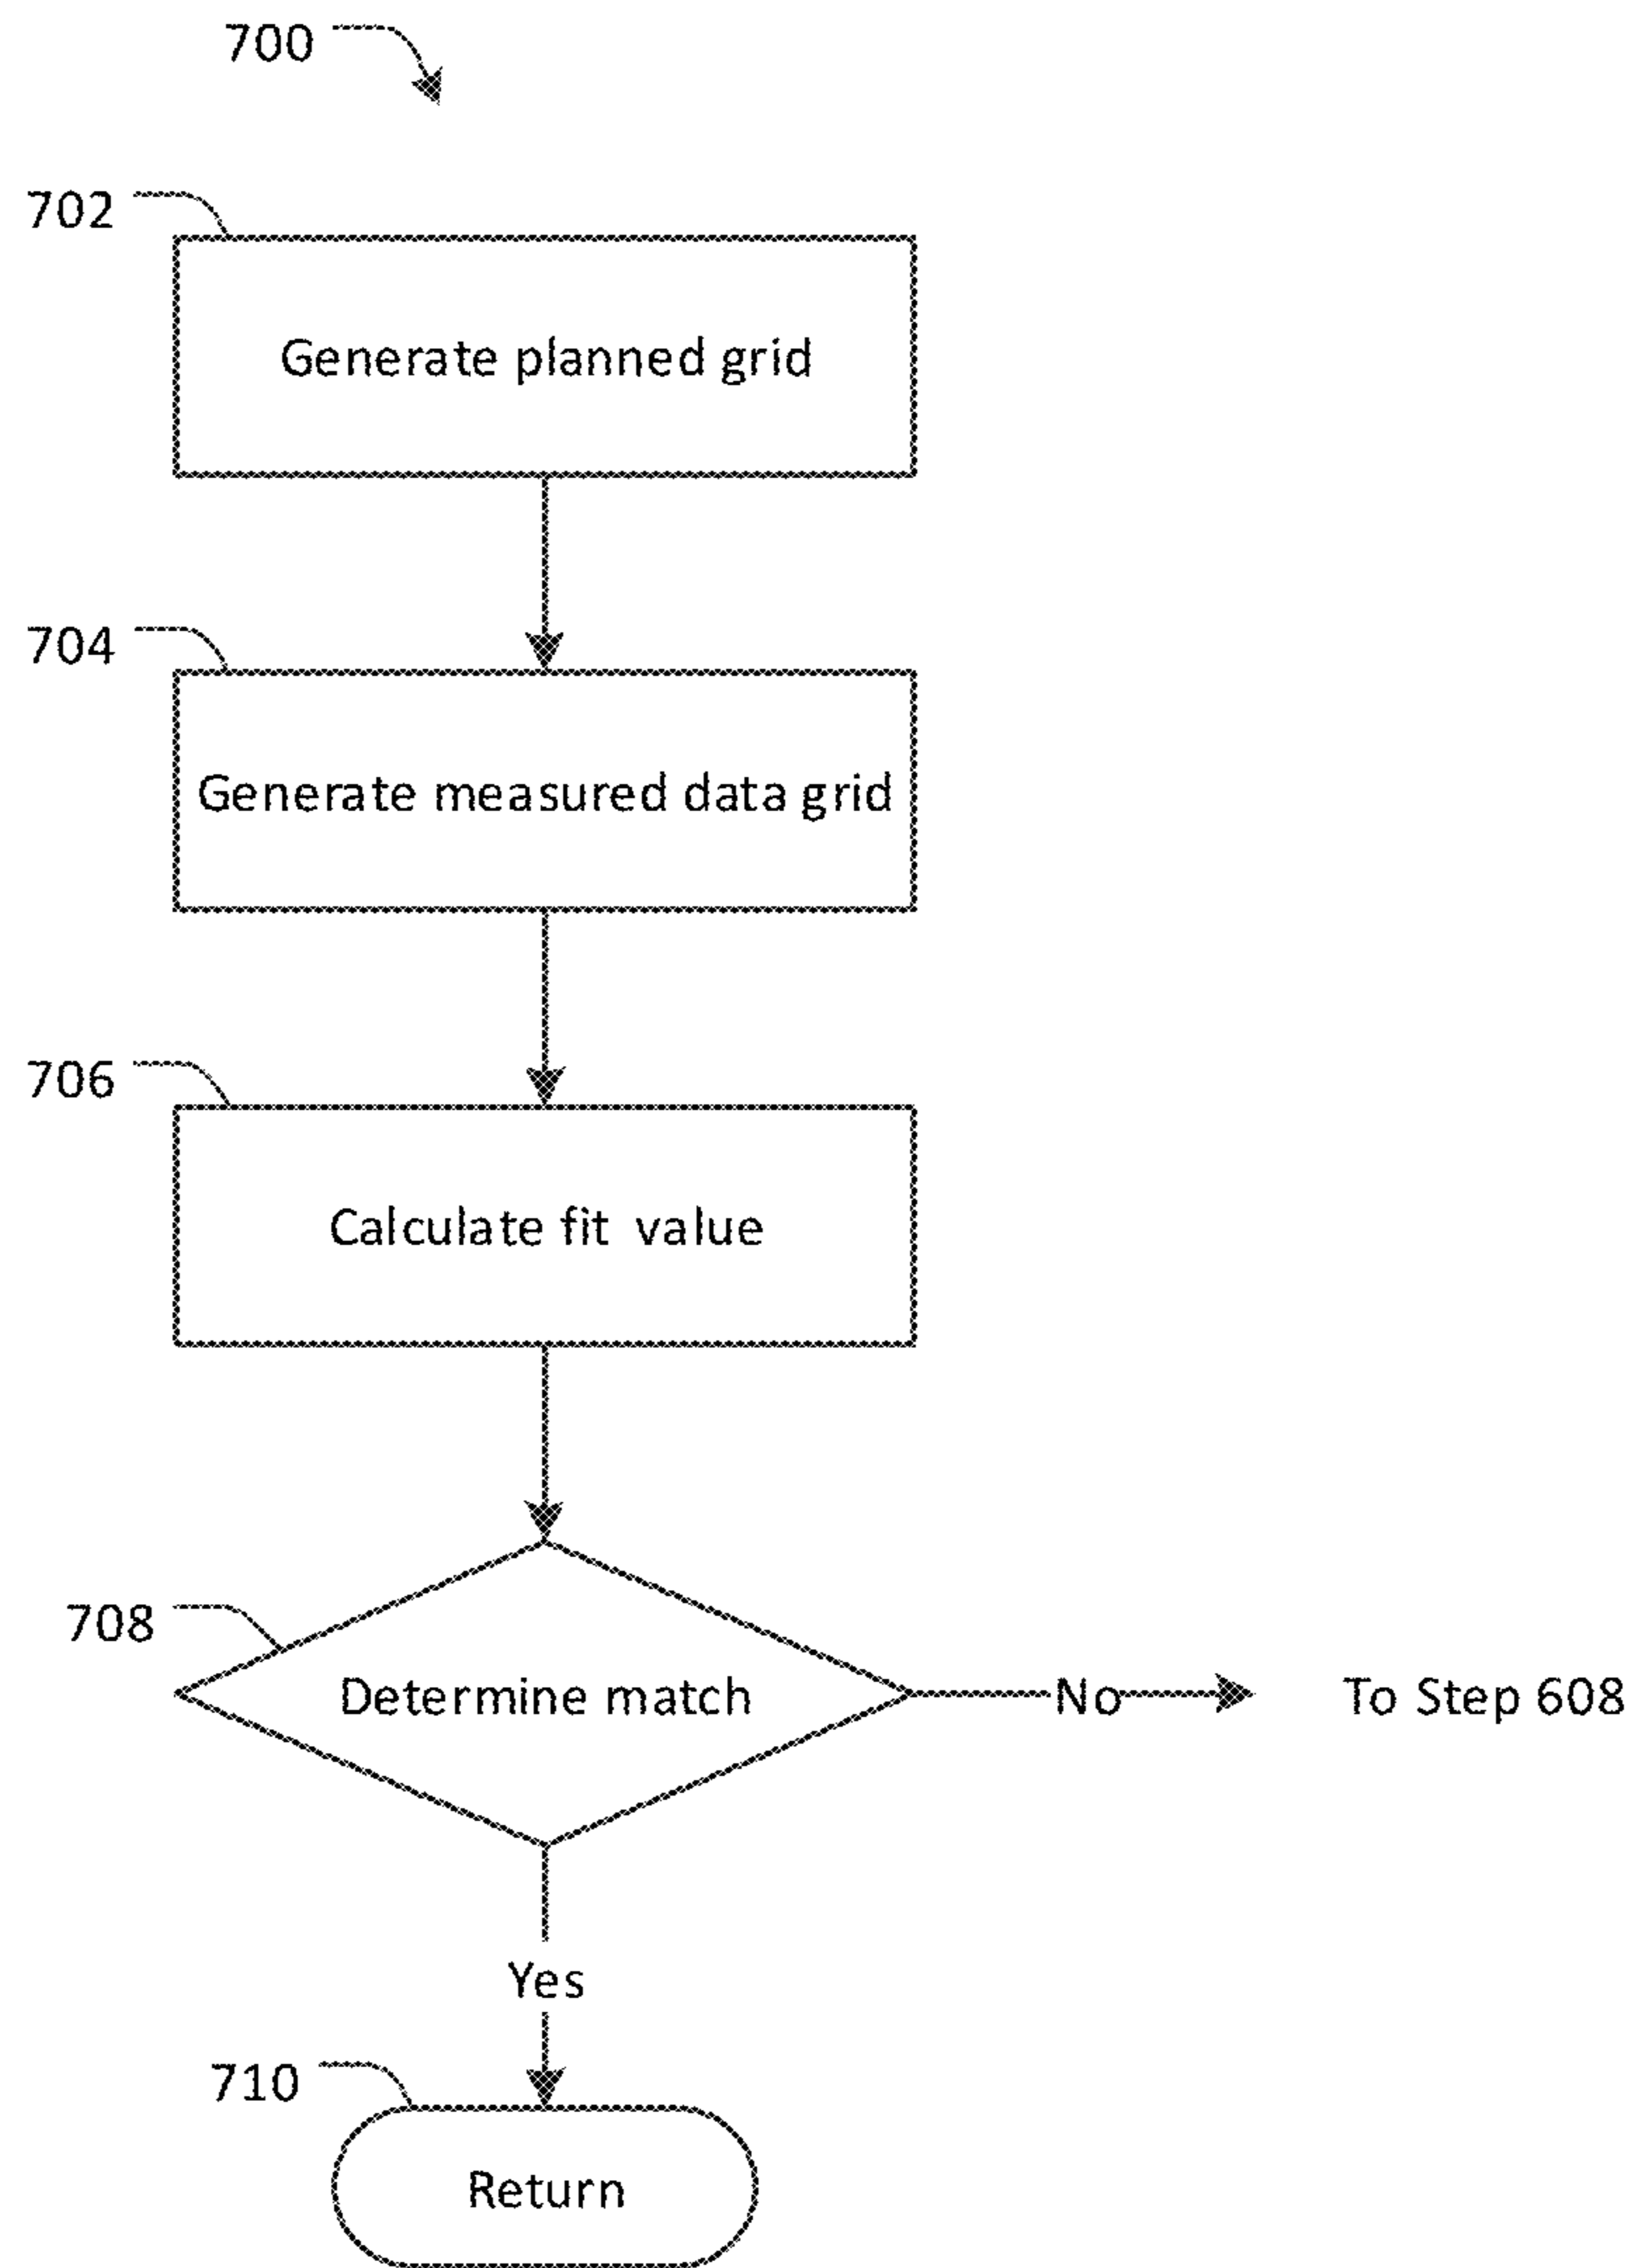 700
702
Generate planned grid
704
Generate measured data grid
706
Calculate fit value
708
Determine match
No
To Step 608
Yes
710
Return